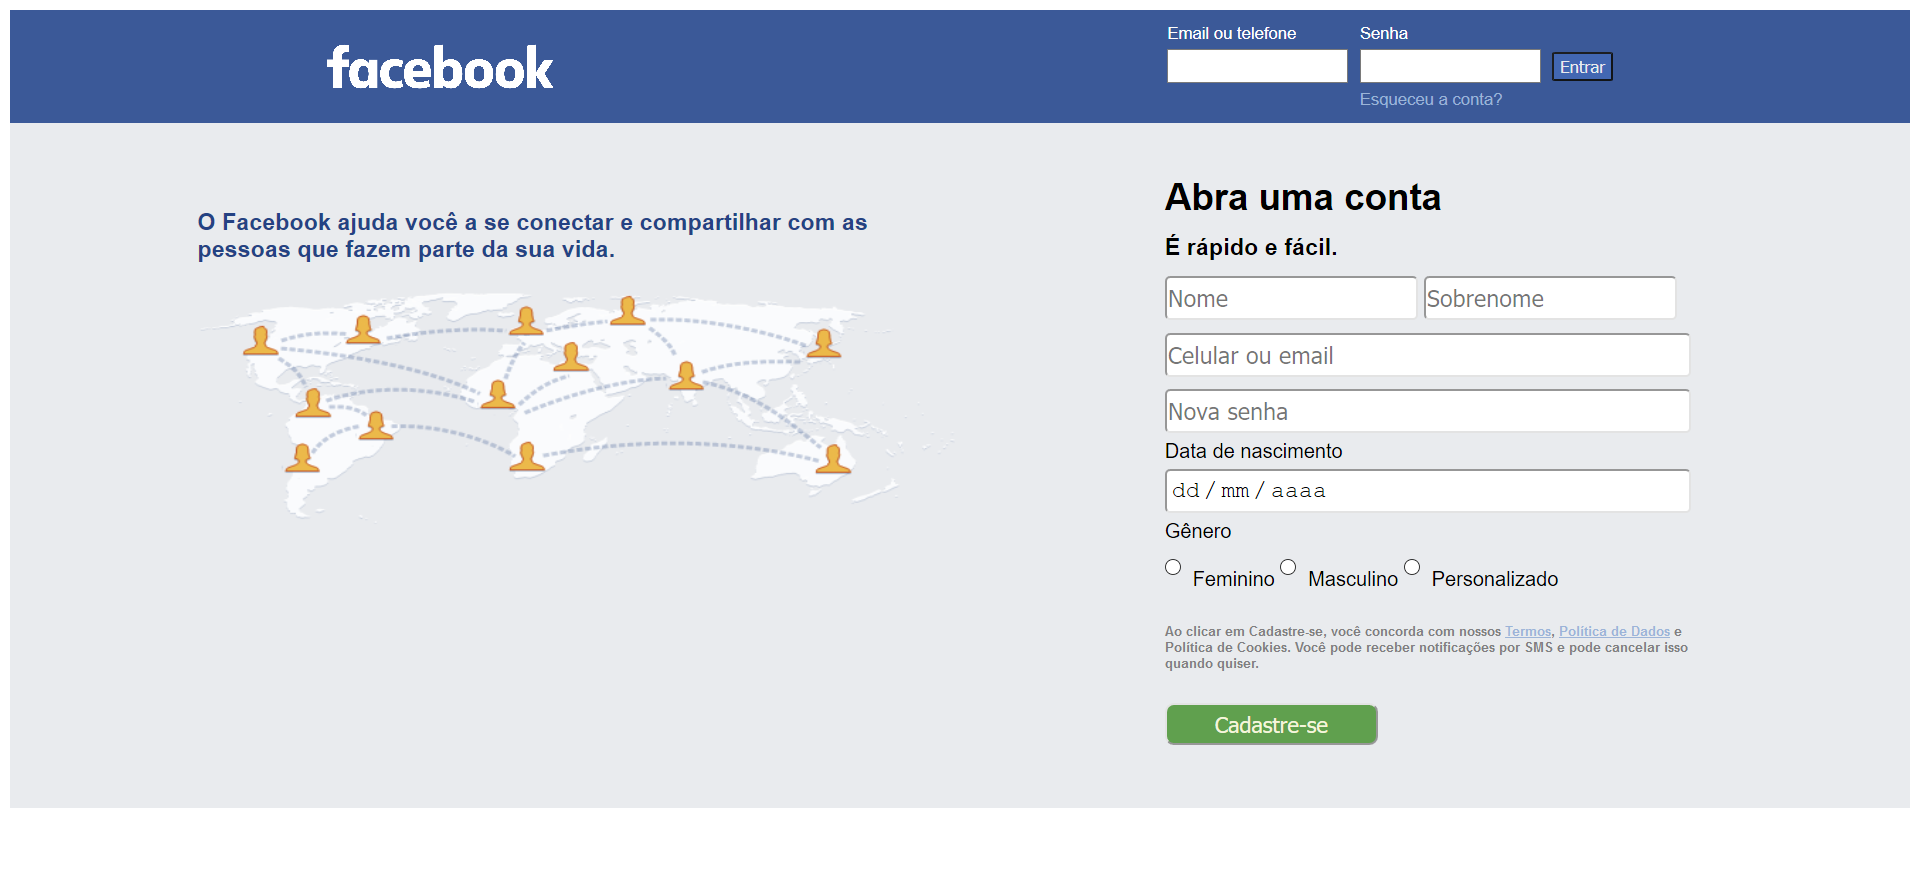 facebook
Email ou telefone
Senha
Entrar
Esqueceu a conta?
O Facebook ajuda você a se conectar e compartilhar com as
pessoas que fazem parte da sua vida.
Abra uma conta
É rápido e fácil.
Nome
Sobrenome
Celular ou email
Nova senha
Data de nascimento
dd / mm / aaaa
Gênero
Feminino
Masculino
Personalizado
Ao clicar em Cadastre-se, você concorda com nossos Termos, Política de Dados e
Política de Cookies. Você pode receber notificações por SMS e pode cancelar isso
quando quiser.
Cadastre-se